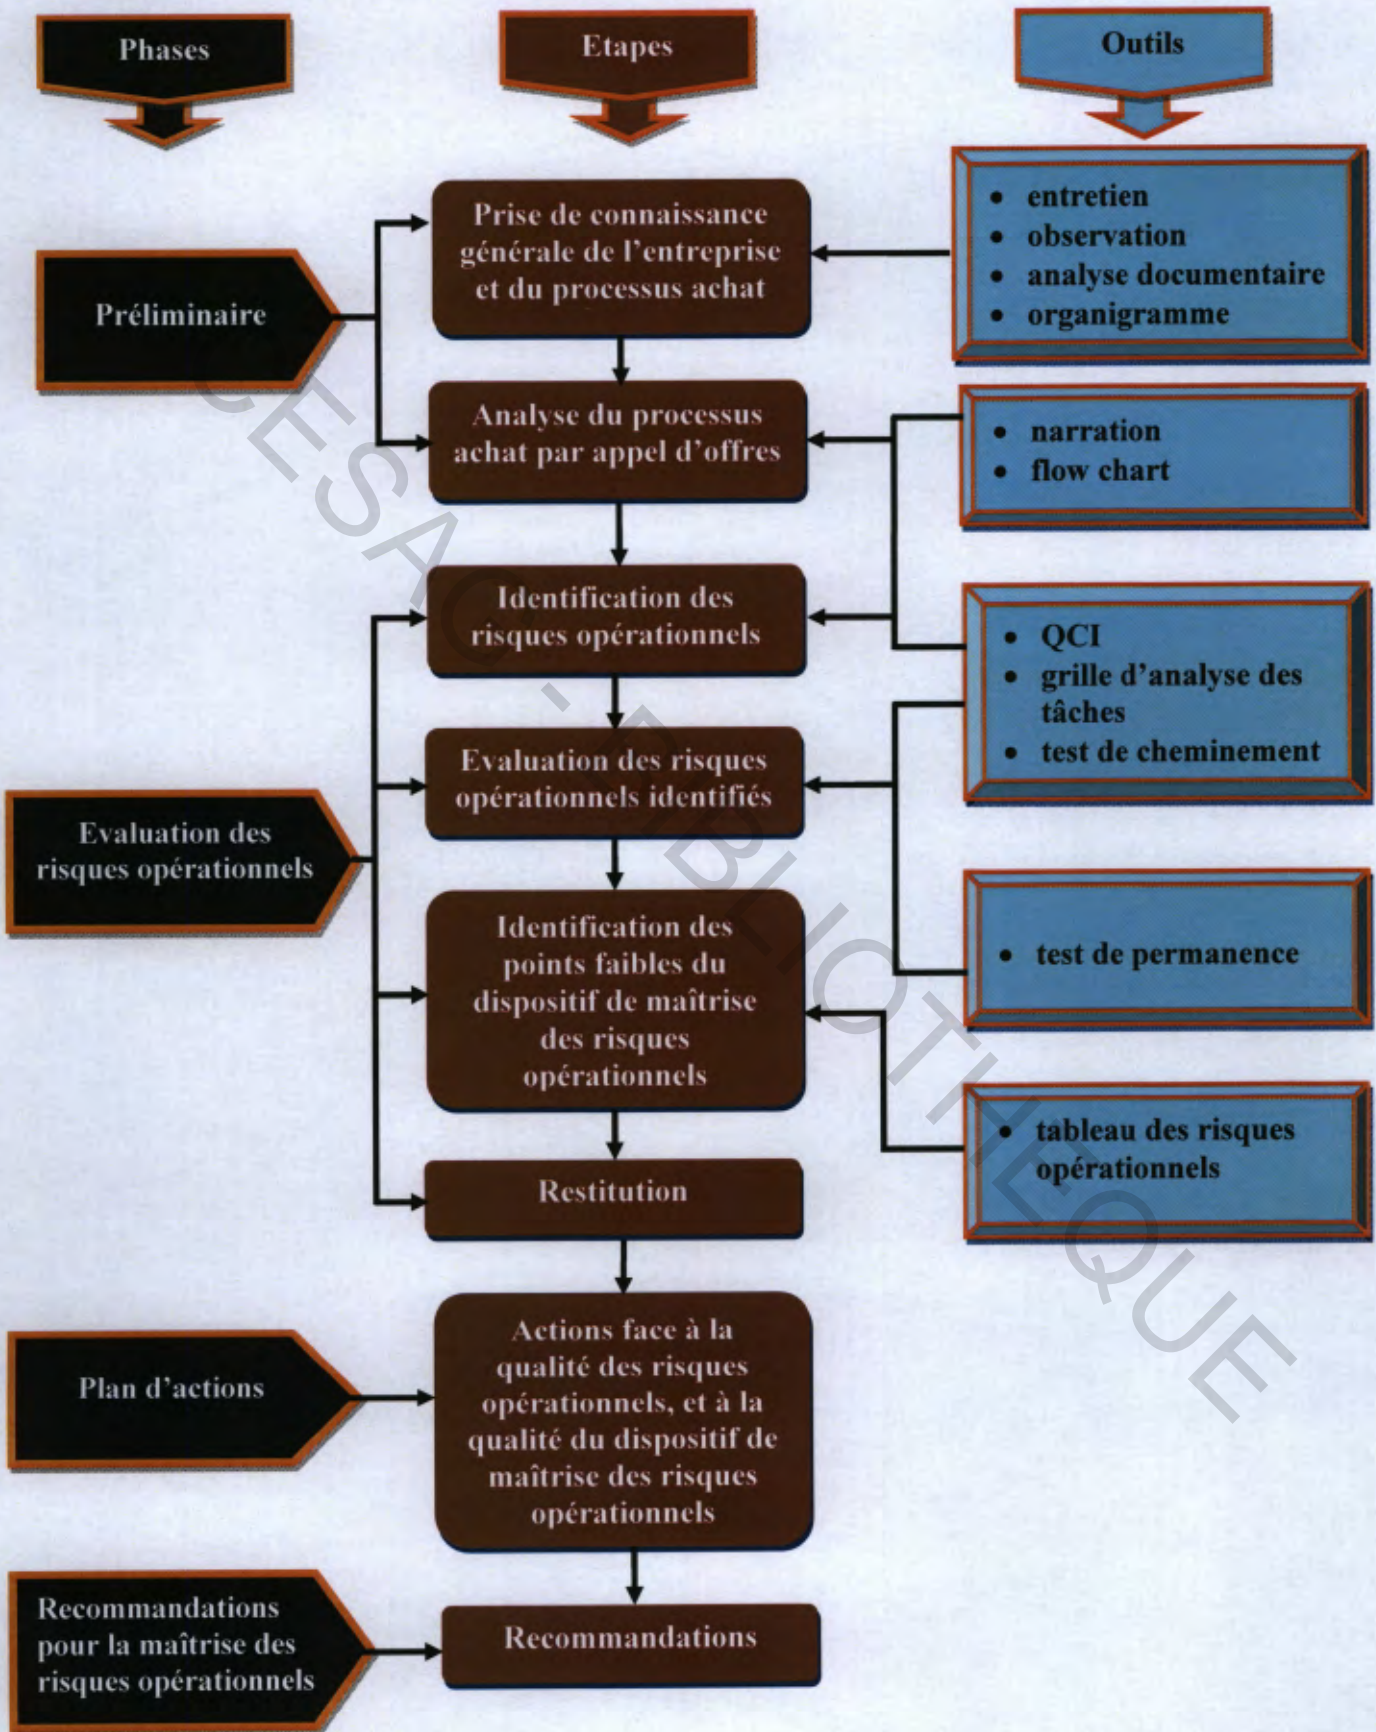 Phases
Etapes
Outils
Préliminaire
Prise de connaissance
générale de l'entreprise
et du processus achat
• entretien
• observation
• analyse documentaire
• organigramme
Analyse du processus
achat par appel d'offres
• narration
• flow chart
Evaluation des
risques opérationnels
Identification des
risques opérationnels
• QCI
• grille d'analyse des
tâches
• test de cheminement
Evaluation des risques
opérationnels identifiés
• test de permanence
Identification des
points faibles du
dispositif de maîtrise
des risques
opérationnels
• tableau des risques
opérationnels
Restitution
Plan d'actions
Actions face à la
qualité des risques
opérationnels, et à la
qualité du dispositif de
maîtrise des risques
opérationnels
Recommandations
pour la maîtrise des
risques opérationnels
Recommandations
CESAG - BIBLIOTHEQUE